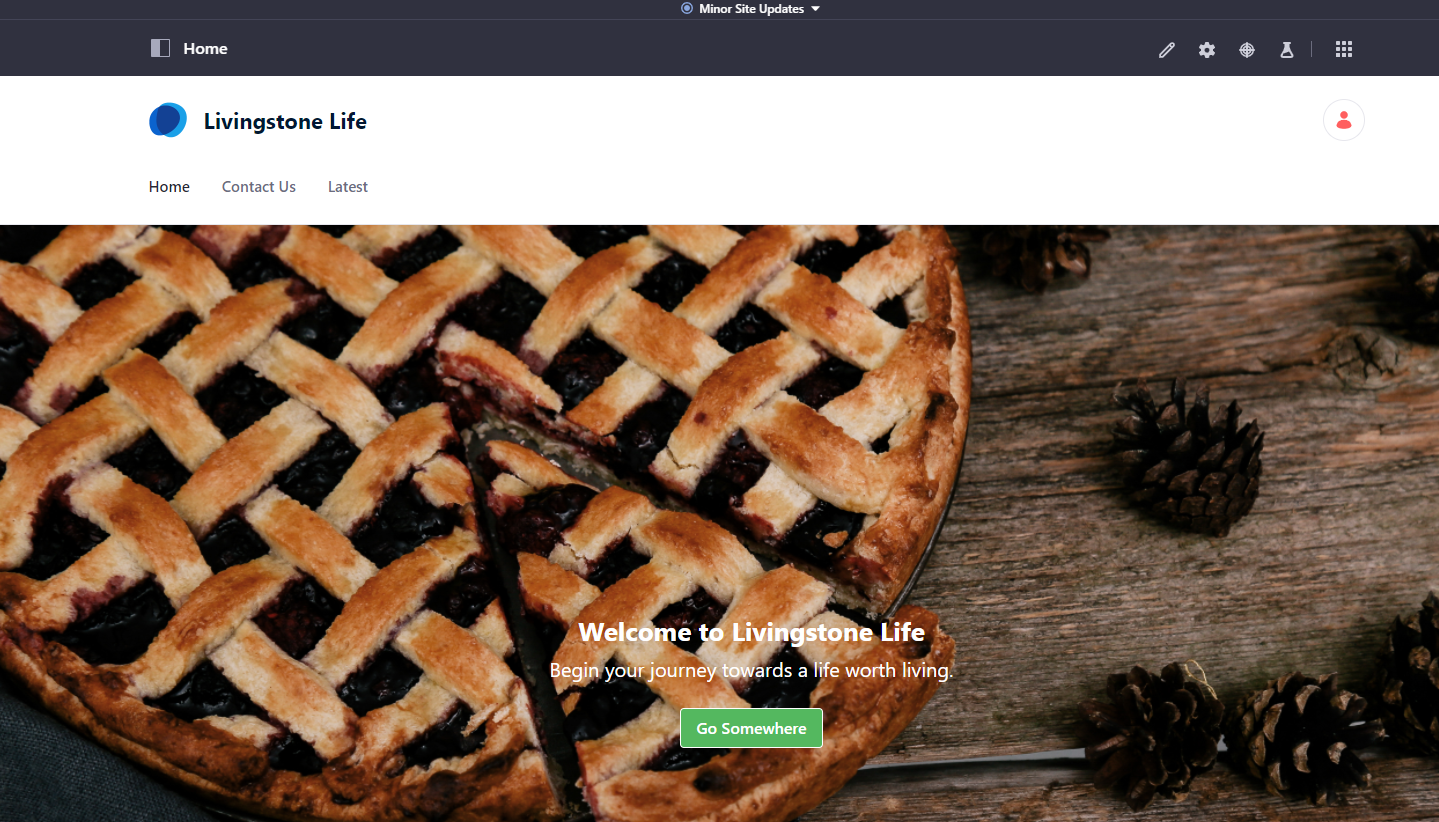 Minor Site Updates
Home
Livingstone Life
Home
Contact Us
Latest
Welcome to Livingstone Life
Begin your journey towards a life worth living.
Go Somewhere